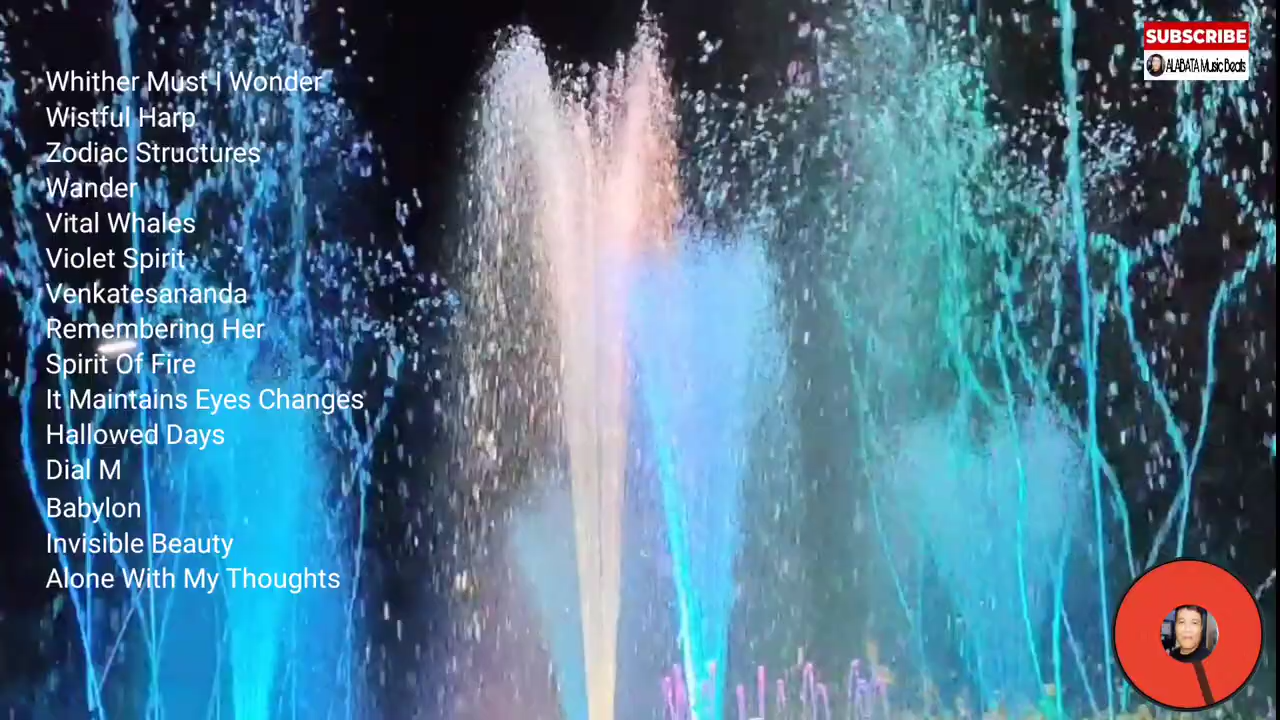 SUBSCRIBE
ALABATA Music Beats
Whither Must I Wonder
Wistful Harp
Zodiac Structures
Wander
Vital Whales
Violet Spirit
Venkatesananda
Remembering Her
Spirit Of Fire
It Maintains Eyes Changes
Hallowed Days
Dial M
Babylon
Invisible Beauty
Alone With My Thoughts